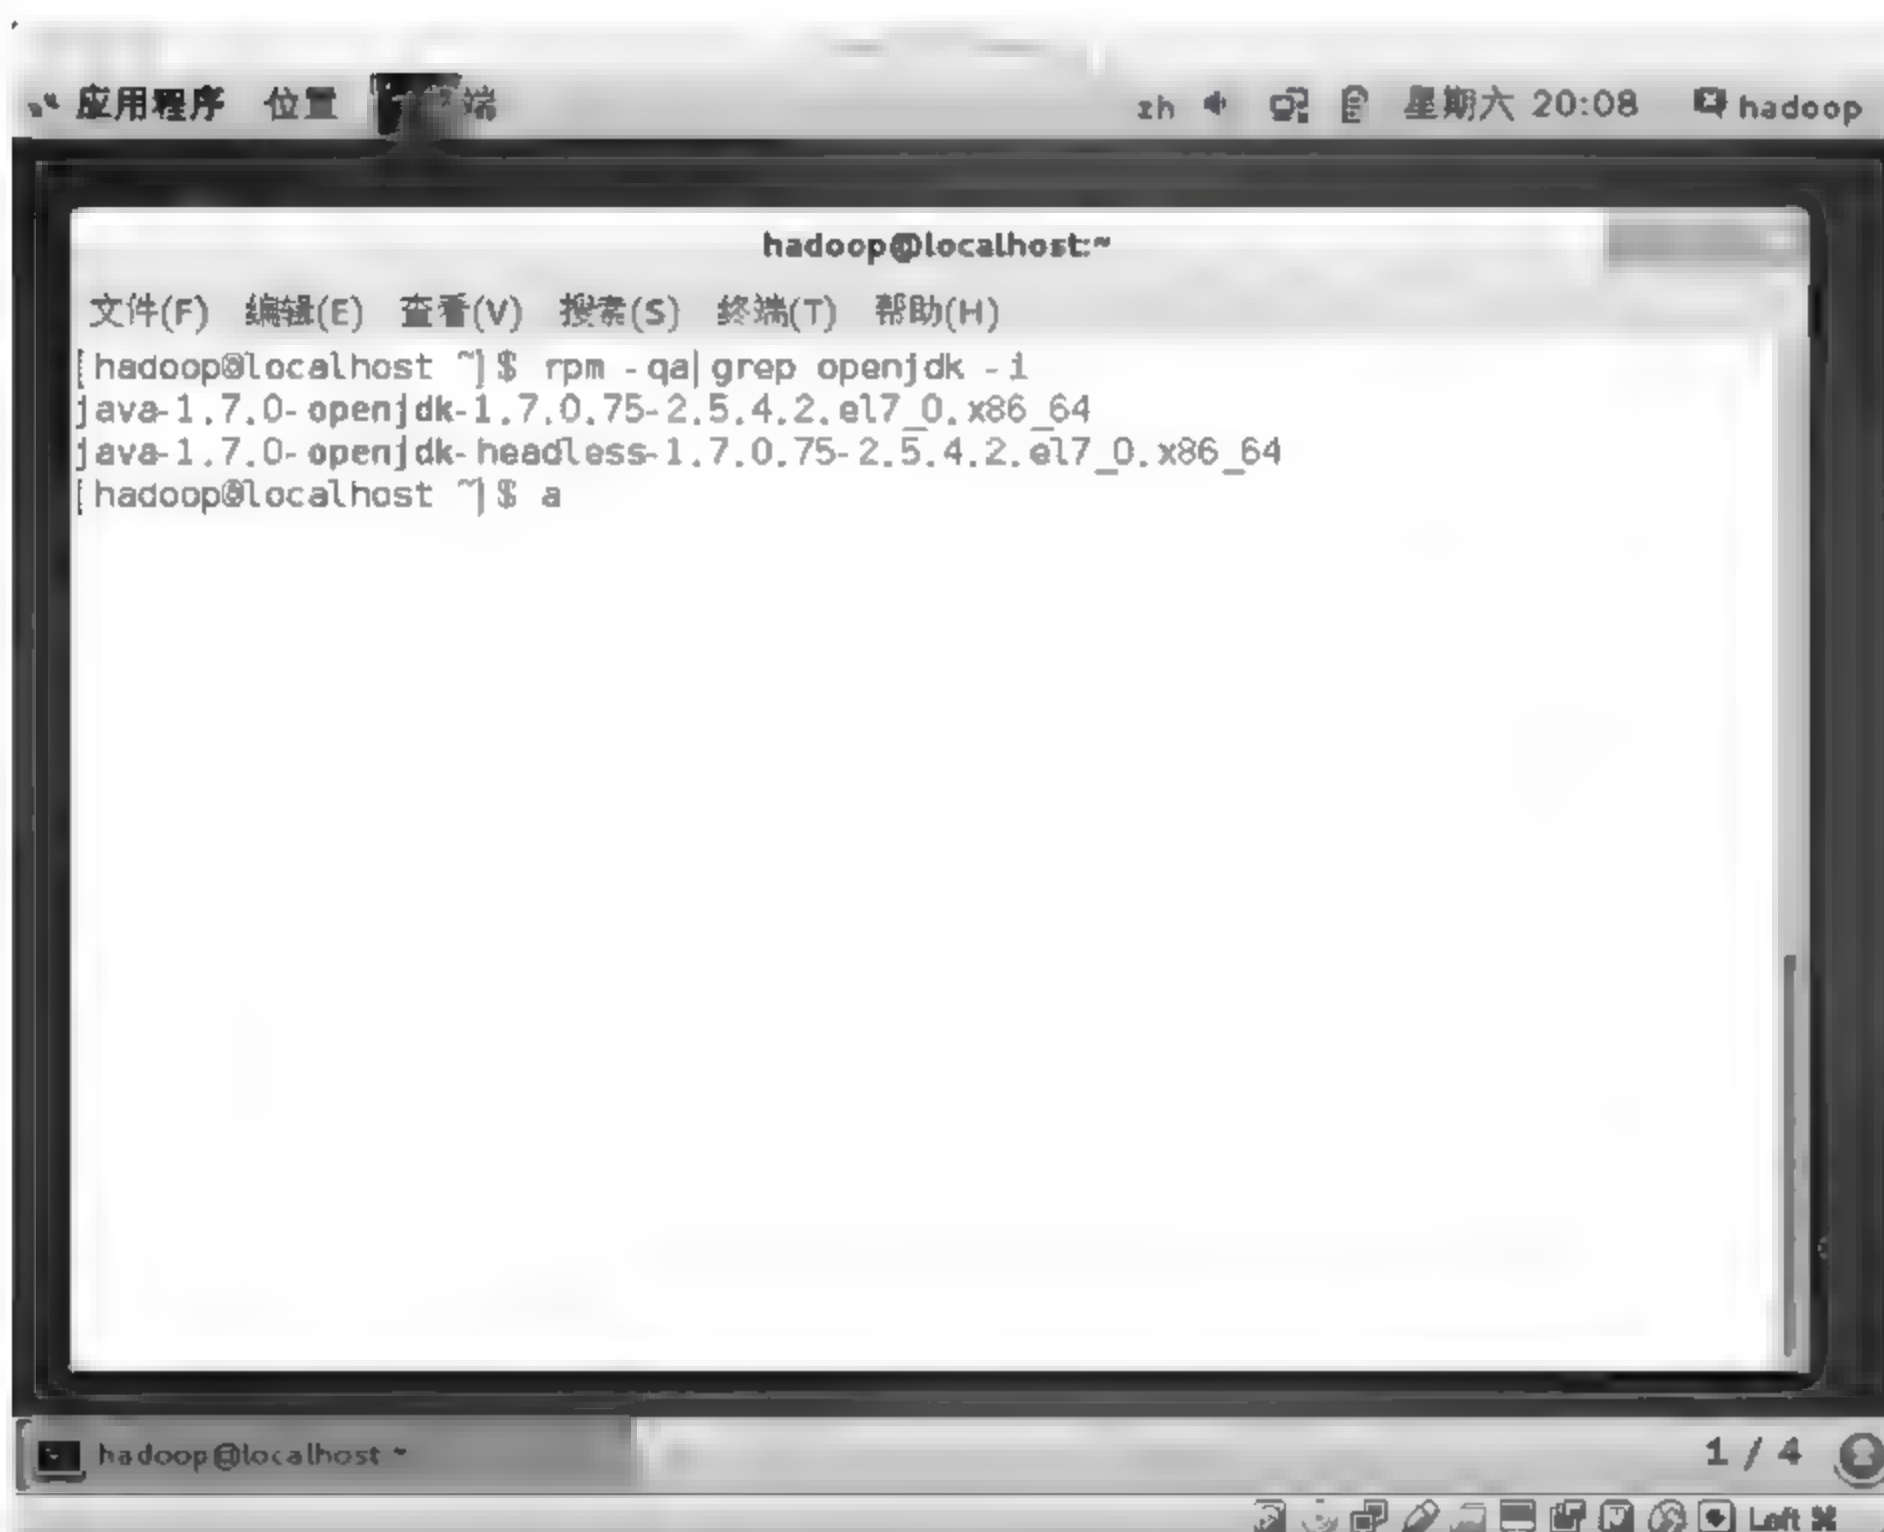 应用程序 位置 端 zh 星期六 20:08 hadoop
hadoop@localhost:~
文件(F) 编辑(E) 查看(V) 搜索(S) 终端(T) 帮助(H)
[hadoop@localhost ~]$ rpm -qa|grep openjdk -i
java-1.7.0-openjdk-1.7.0.75-2.5.4.2.el7_0.x86_64
java-1.7.0-openjdk-headless-1.7.0.75-2.5.4.2.el7_0.x86_64
[hadoop@localhost ~]$ a
hadoop@localhost ~
1 / 4
Left ⌘